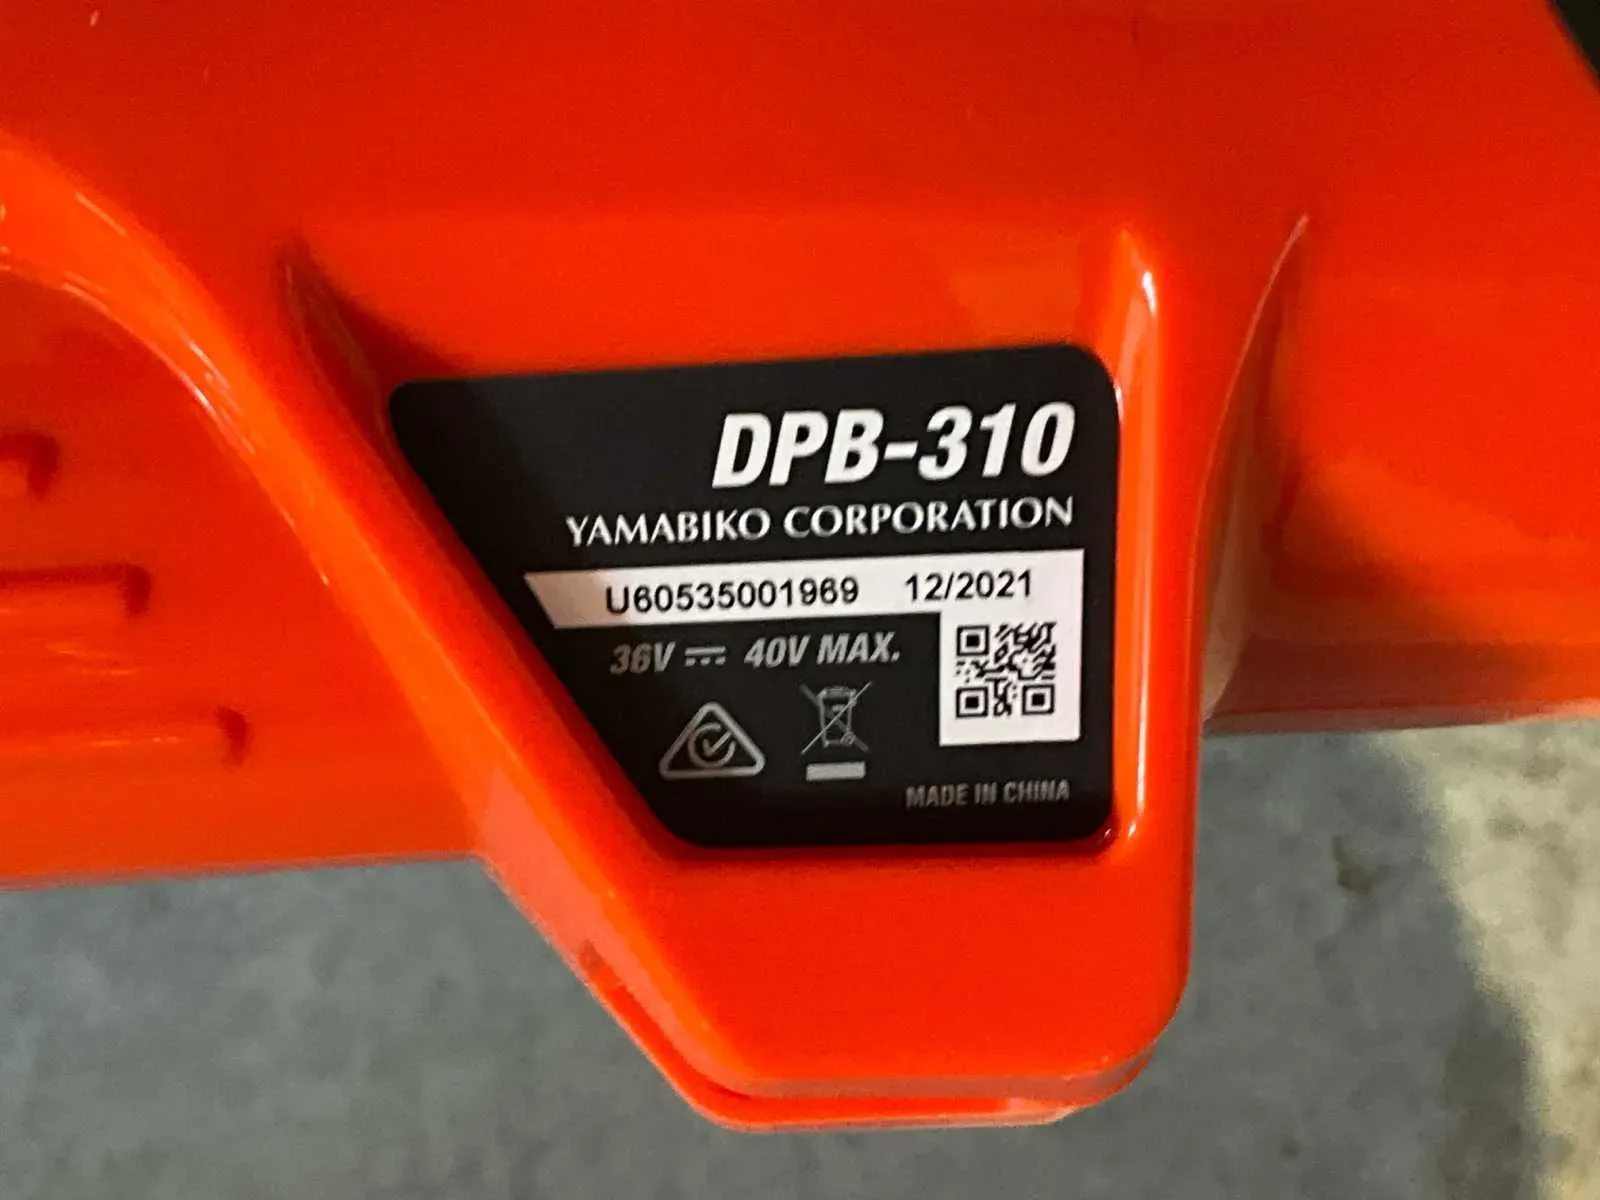 DPB-310
YAMABIKO CORPORATION
U60535001969 12/2021
36V ⎓ 40V MAX.
MADE IN CHINA